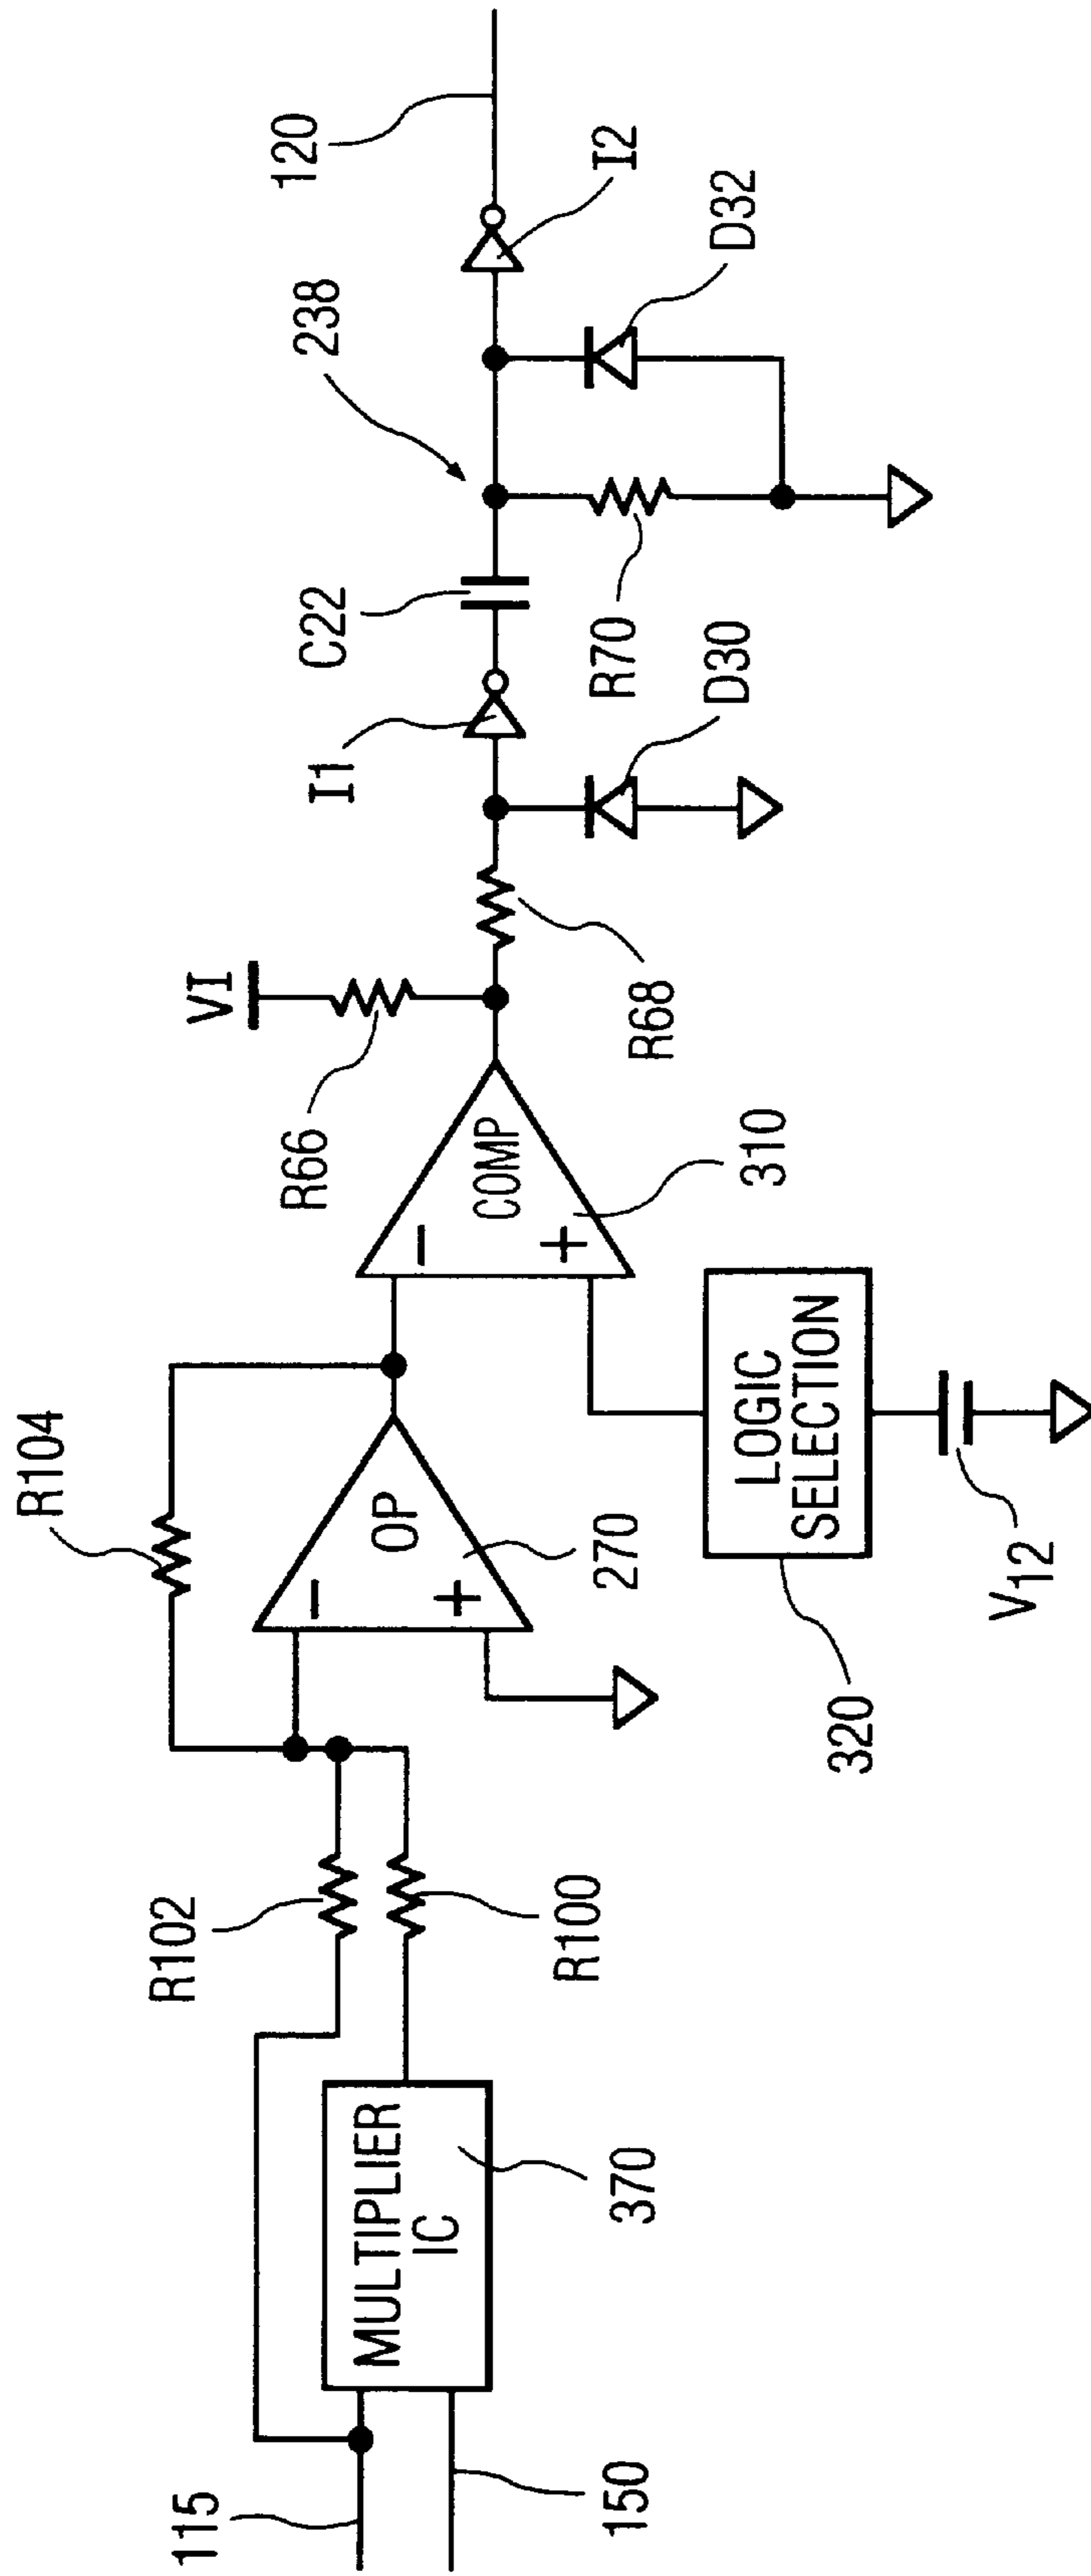 115
150
MULTIPLIER
IC
370
R102
R100
R104
-
OP
+
270
LOGIC
SELECTION
320
V12
-
COMP
+
310
VI
R66
R68
I1
D30
C22
R70
238
D32
I2
120